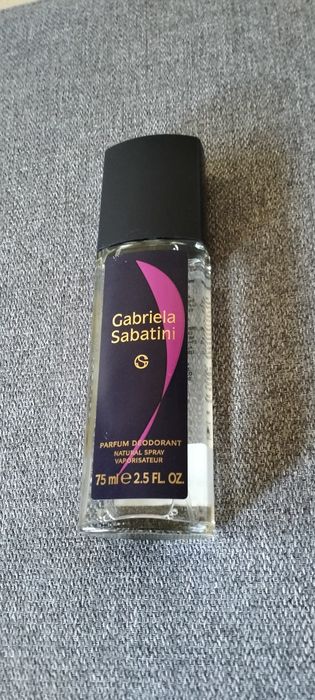 Gabriela
Sabatini
PARFUM DEODORANT
NATURAL SPRAY
VAPORISATEUR
75 ml ℮ 2.5 FL. OZ.